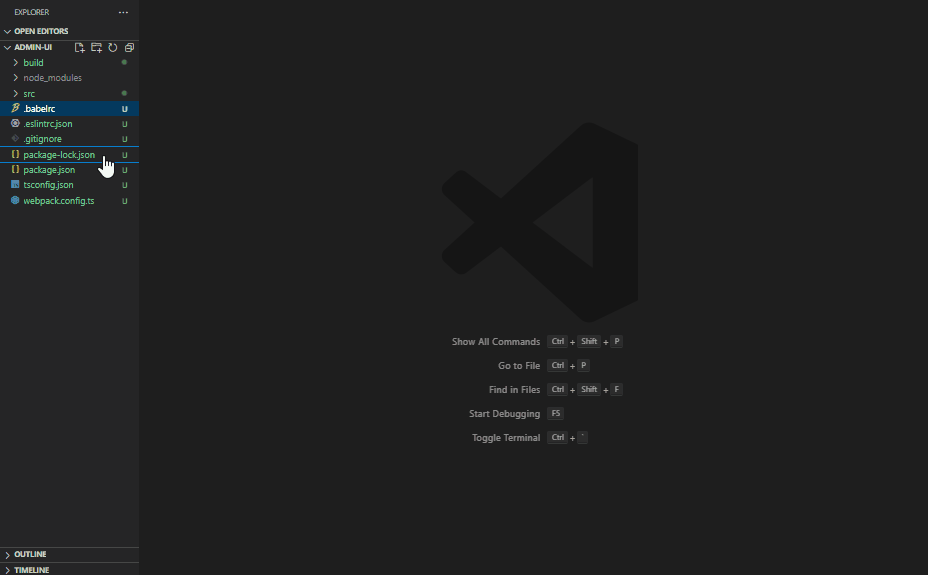 EXPLORER
OPEN EDITORS
ADMIN-UI
build
node_modules
src
.babelrc U
.eslintrc.json U
.gitignore U
package-lock.json U
package.json U
tsconfig.json U
webpack.config.ts U
Show All Commands Ctrl + Shift + P
Go to File Ctrl + P
Find in Files Ctrl + Shift + F
Start Debugging F5
Toggle Terminal Ctrl + `
OUTLINE
TIMELINE